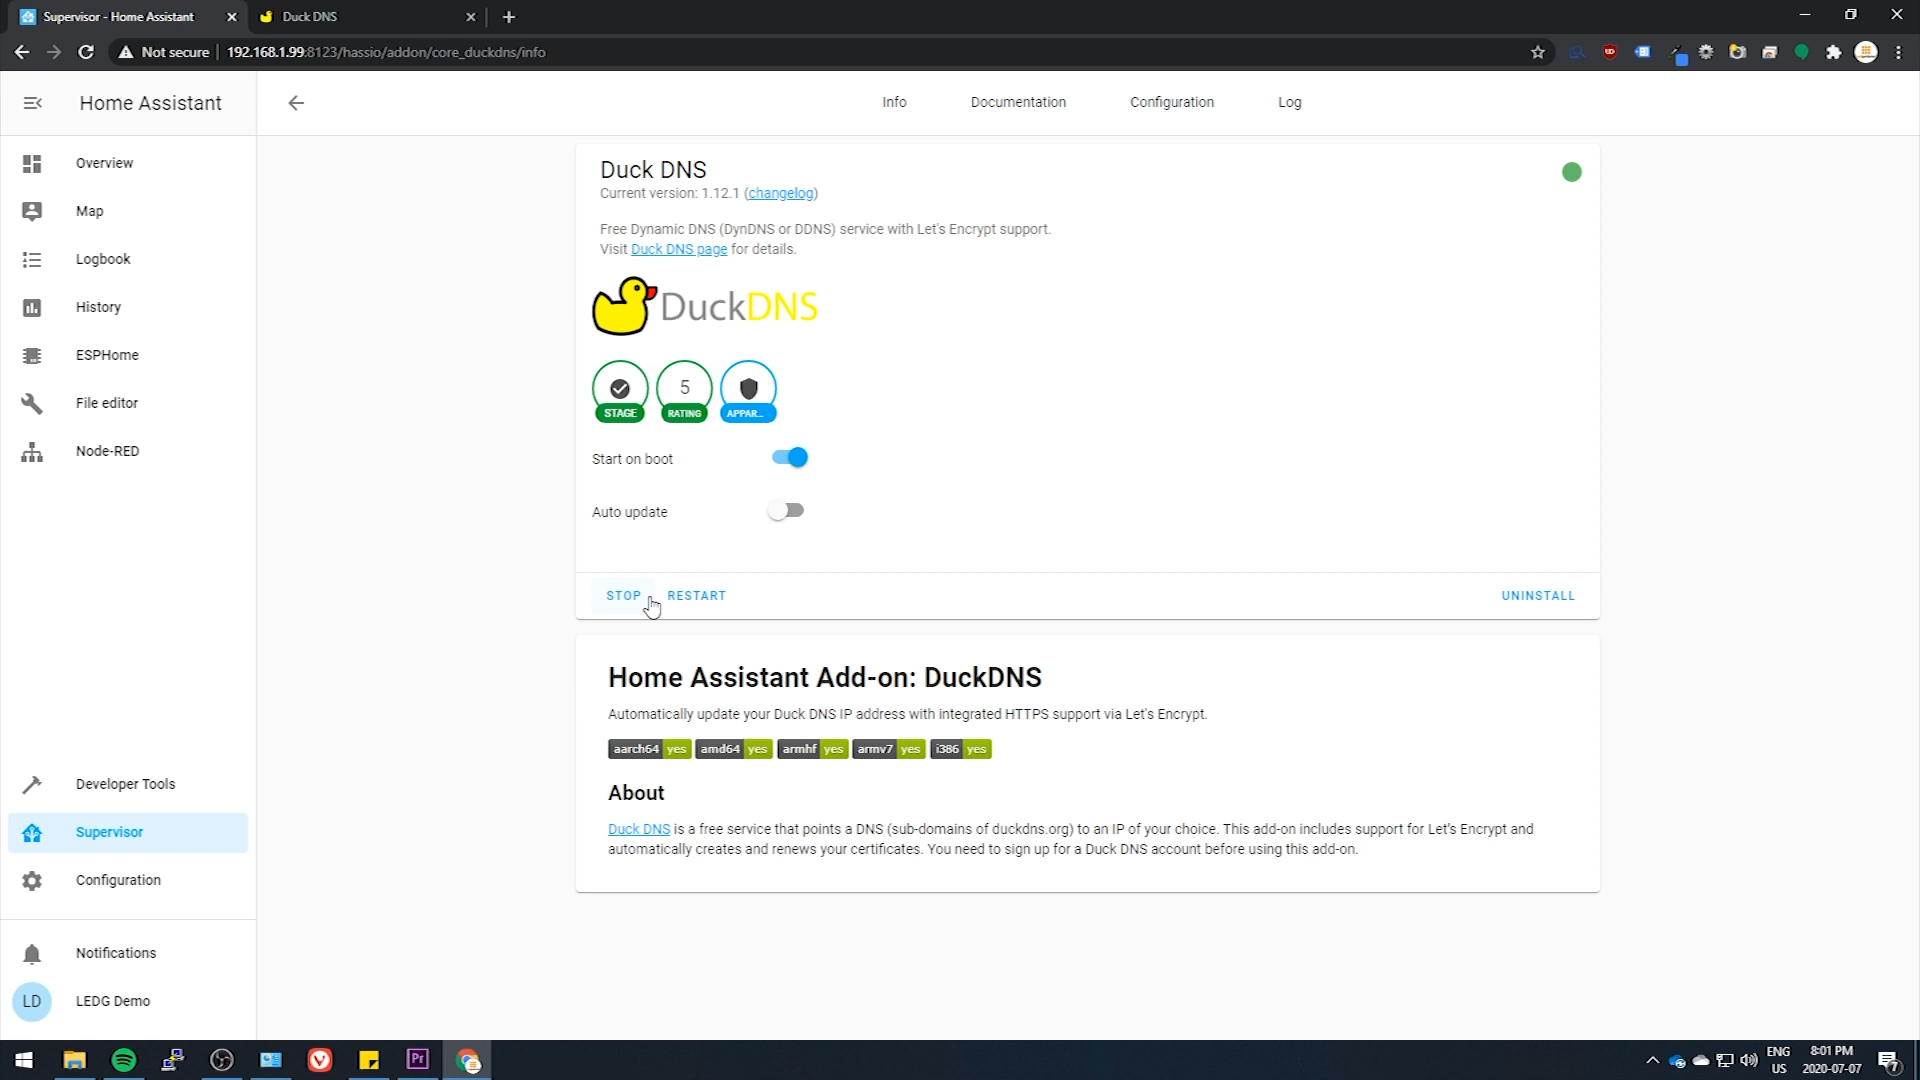 Supervisor - Home Assistant
Duck DNS
Not secure
192.168.1.99:8123/hassio/addon/core_duckdns/info
Home Assistant
Info
Documentation
Configuration
Log
Overview
Map
Logbook
History
ESPHome
File editor
Node-RED
Developer Tools
Supervisor
Configuration
Notifications
LD
LEDG Demo
Duck DNS
Current version: 1.12.1 (changelog)
Free Dynamic DNS (DynDNS or DDNS) service with Let's Encrypt support.
Visit Duck DNS page for details.
DuckDNS
STAGE
5
RATING
APPAR...
Start on boot
Auto update
STOP
RESTART
UNINSTALL
Home Assistant Add-on: DuckDNS
Automatically update your Duck DNS IP address with integrated HTTPS support via Let's Encrypt.
aarch64 yes amd64 yes armhf yes armv7 yes i386 yes
About
Duck DNS is a free service that points a DNS (sub-domains of duckdns.org) to an IP of your choice. This add-on includes support for Let's Encrypt and
automatically creates and renews your certificates. You need to sign up for a Duck DNS account before using this add-on.
Pr
ENG
US
8:01 PM
2020-07-07
7